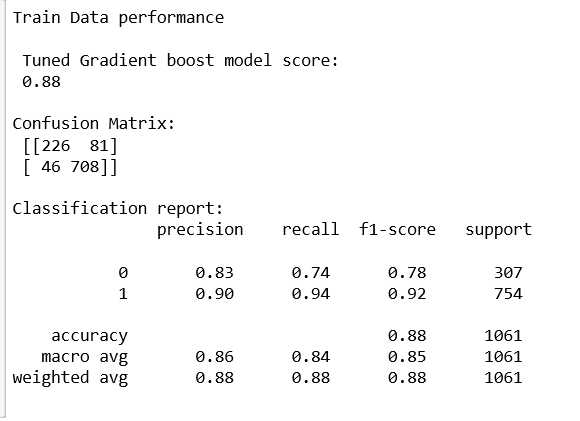 Train Data performance
Tuned Gradient boost model score:
0.88
Confusion Matrix:
[[226  81]
[ 46 708]]
Classification report:
precision    recall  f1-score   support
0       0.83      0.74      0.78       307
1       0.90      0.94      0.92       754
accuracy                           0.88      1061
macro avg       0.86      0.84      0.85      1061
weighted avg       0.88      0.88      0.88      1061